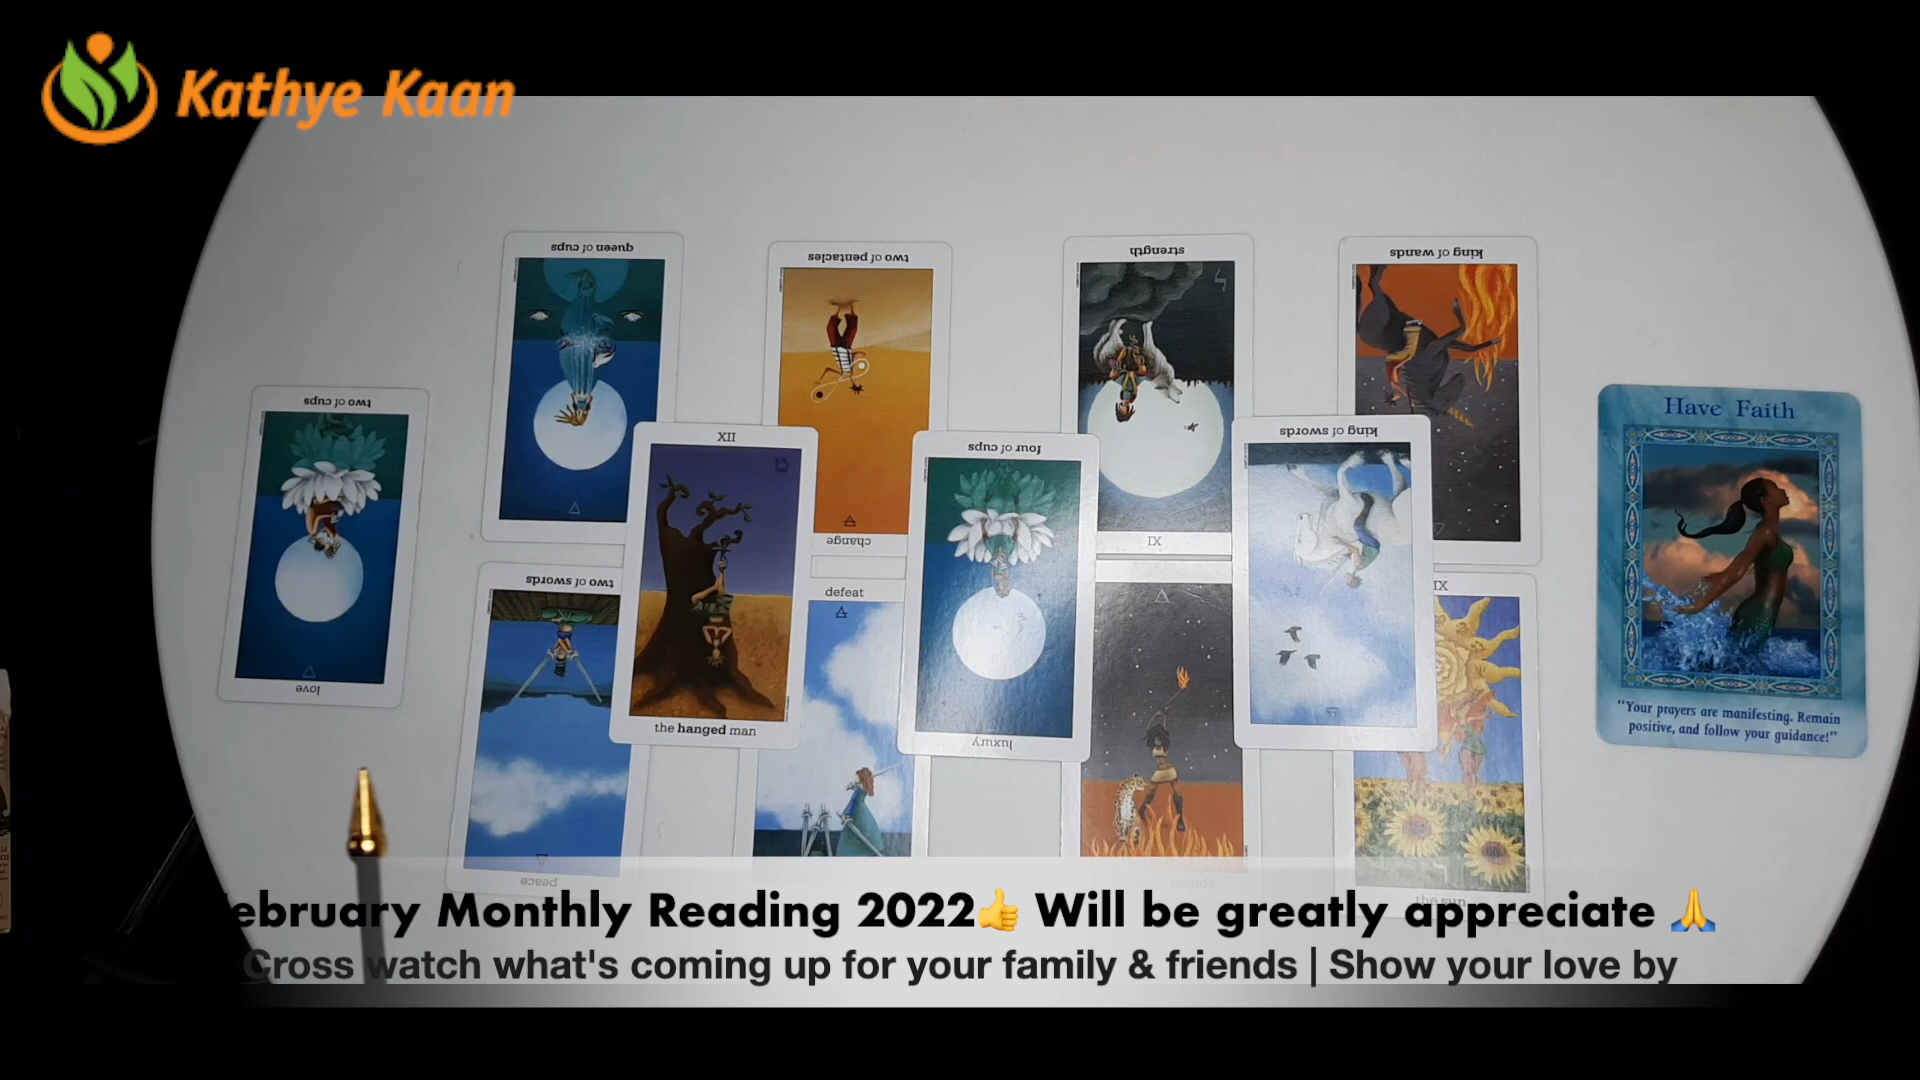 Kathye Kaan
queen of cups
two of pentacles
strength
king of wands
two of cups
Have Faith
XII
four of cups
king of swords
change
XI
two of swords
defeat
IX
love
the hanged man
luxury
"Your prayers are manifesting. Remain
positive, and follow your guidance!"
peace
wands
the sun
ebruary Monthly Reading 2022👍 Will be greatly appreciate 🙏
Cross watch what's coming up for your family & friends | Show your love by